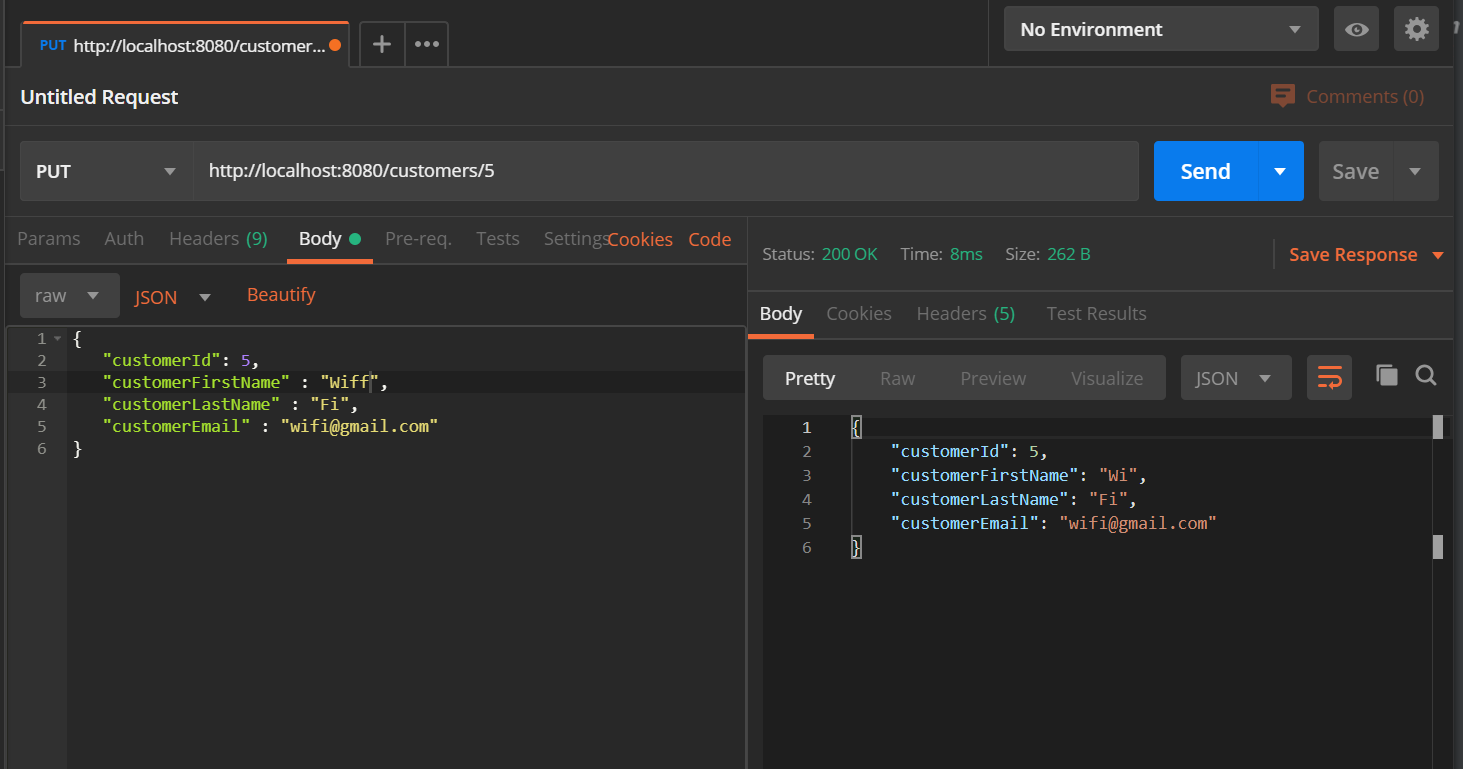 PUT http://localhost:8080/customer...
No Environment
Untitled Request
Comments (0)
PUT
http://localhost:8080/customers/5
Send
Save
Params Auth Headers (9) Body Pre-req. Tests Settings Cookies Code
raw JSON Beautify
1 {
2 "customerId": 5,
3 "customerFirstName" : "Wiff",
4 "customerLastName" : "Fi",
5 "customerEmail" : "wifi@gmail.com"
6 }
Status: 200 OK Time: 8ms Size: 262 B Save Response
Body Cookies Headers (5) Test Results
Pretty Raw Preview Visualize JSON
1 {
2 "customerId": 5,
3 "customerFirstName": "Wi",
4 "customerLastName": "Fi",
5 "customerEmail": "wifi@gmail.com"
6 }